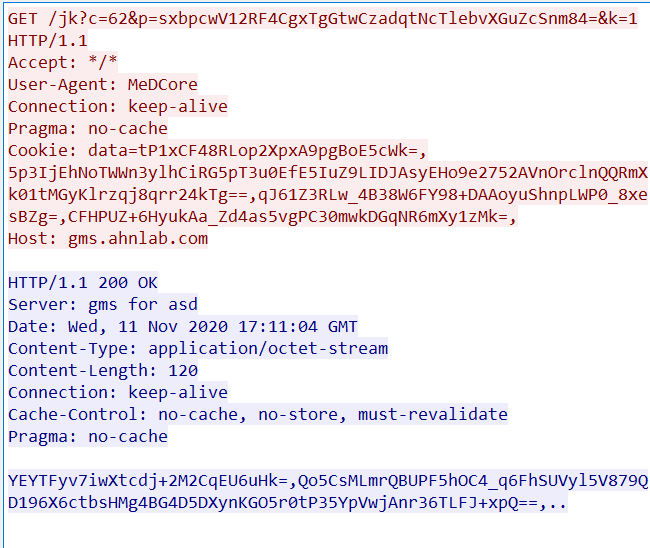 GET /jk?c=62&p=sxbpcwV12RF4CgxTgGtwCzadqtNcTlebvXGuZcSnm84=&k=1
HTTP/1.1
Accept: */*
User-Agent: MeDCore
Connection: keep-alive
Pragma: no-cache
Cookie: data=tP1xCF48RLop2XpxA9pgBoE5cWk=,
5p3IjEhNoTWWn3ylhCiRG5pT3u0EfE5IuZ9LIDJAsyEHo9e2752AVnOrclnQQRmX
k01tMGyKlrzqj8qrr24kTg==,qJ61Z3RLw_4B38W6FY98+DAAoyuShnpLWP0_8xe
sBZg=,CFHPUZ+6HyukAa_Zd4as5vgPC30mwkDGqNR6mXy1zMk=,
Host: gms.ahnlab.com
HTTP/1.1 200 OK
Server: gms for asd
Date: Wed, 11 Nov 2020 17:11:04 GMT
Content-Type: application/octet-stream
Content-Length: 120
Connection: keep-alive
Cache-Control: no-cache, no-store, must-revalidate
Pragma: no-cache
YEYTFyv7iwXtcdj+2M2CqEU6uHk=,Qo5CsMLmrQBUPF5hOC4_q6FhSUVyl5V879Q
D196X6ctbsHMg4BG4D5DXynKGO5r0tP35YpVwjAnr36TLFJ+xpQ==,..